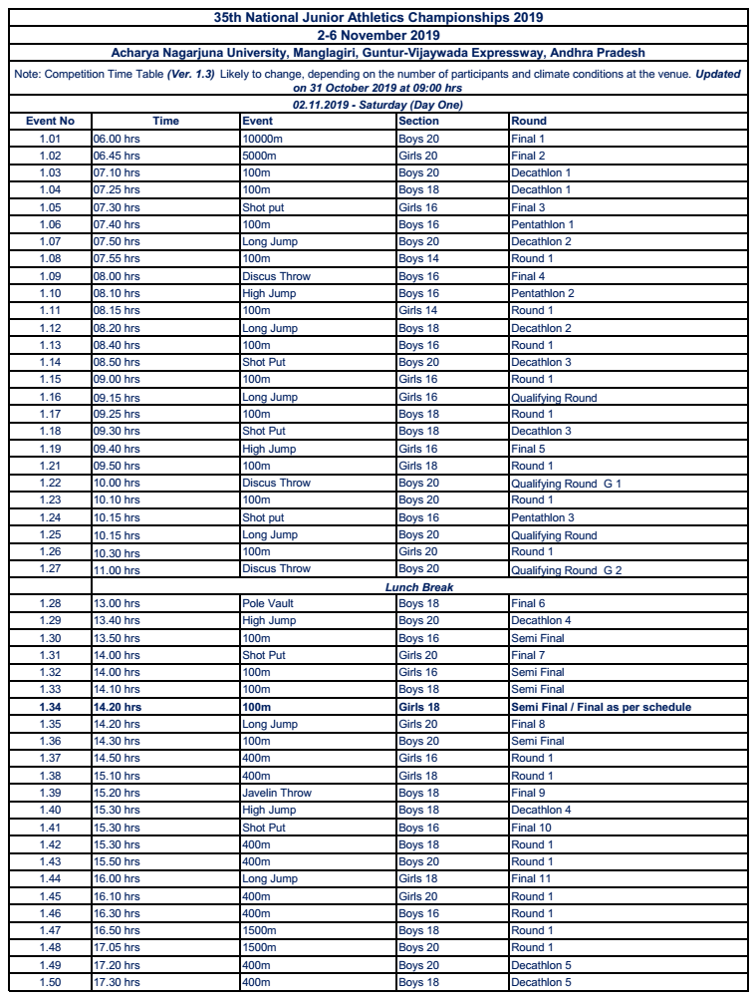 35th National Junior Athletics Championships 2019
2-6 November 2019
Acharya Nagarjuna University, Manglagiri, Guntur-Vijaywada Expressway, Andhra Pradesh
Note: Competition Time Table (Ver. 1.3) Likely to change, depending on the number of participants and climate conditions at the venue. Updated
on 31 October 2019 at 09:00 hrs
02.11.2019 - Saturday (Day One)
Event No Time Event Section Round
1.01 06.00 hrs 10000m Boys 20 Final 1
1.02 06.45 hrs 5000m Girls 20 Final 2
1.03 07.10 hrs 100m Boys 20 Decathlon 1
1.04 07.25 hrs 100m Boys 18 Decathlon 1
1.05 07.30 hrs Shot put Girls 16 Final 3
1.06 07.40 hrs 100m Boys 16 Pentathlon 1
1.07 07.50 hrs Long Jump Boys 20 Decathlon 2
1.08 07.55 hrs 100m Boys 14 Round 1
1.09 08.00 hrs Discus Throw Boys 16 Final 4
1.10 08.10 hrs High Jump Boys 16 Pentathlon 2
1.11 08.15 hrs 100m Girls 14 Round 1
1.12 08.20 hrs Long Jump Boys 18 Decathlon 2
1.13 08.40 hrs 100m Boys 16 Round 1
1.14 08.50 hrs Shot Put Boys 20 Decathlon 3
1.15 09.00 hrs 100m Girls 16 Round 1
1.16 09.15 hrs Long Jump Girls 16 Qualifying Round
1.17 09.25 hrs 100m Boys 18 Round 1
1.18 09.30 hrs Shot Put Boys 18 Decathlon 3
1.19 09.40 hrs High Jump Girls 16 Final 5
1.21 09.50 hrs 100m Girls 18 Round 1
1.22 10.00 hrs Discus Throw Boys 20 Qualifying Round G 1
1.23 10.10 hrs 100m Boys 20 Round 1
1.24 10.15 hrs Shot put Boys 16 Pentathlon 3
1.25 10.15 hrs Long Jump Boys 20 Qualifying Round
1.26 10.30 hrs 100m Girls 20 Round 1
1.27 11.00 hrs Discus Throw Boys 20 Qualifying Round G 2
Lunch Break
1.28 13.00 hrs Pole Vault Boys 18 Final 6
1.29 13.40 hrs High Jump Boys 20 Decathlon 4
1.30 13.50 hrs 100m Boys 16 Semi Final
1.31 14.00 hrs Shot Put Girls 20 Final 7
1.32 14.00 hrs 100m Girls 16 Semi Final
1.33 14.10 hrs 100m Boys 18 Semi Final
1.34 14.20 hrs 100m Girls 18 Semi Final / Final as per schedule
1.35 14.20 hrs Long Jump Girls 20 Final 8
1.36 14.30 hrs 100m Boys 20 Semi Final
1.37 14.50 hrs 400m Girls 16 Round 1
1.38 15.10 hrs 400m Girls 18 Round 1
1.39 15.20 hrs Javelin Throw Boys 18 Final 9
1.40 15.30 hrs High Jump Boys 18 Decathlon 4
1.41 15.30 hrs Shot Put Boys 16 Final 10
1.42 15.30 hrs 400m Boys 18 Round 1
1.43 15.50 hrs 400m Boys 20 Round 1
1.44 16.00 hrs Long Jump Girls 18 Final 11
1.45 16.10 hrs 400m Girls 20 Round 1
1.46 16.30 hrs 400m Boys 16 Round 1
1.47 16.50 hrs 1500m Boys 18 Round 1
1.48 17.05 hrs 1500m Boys 20 Round 1
1.49 17.20 hrs 400m Boys 20 Decathlon 5
1.50 17.30 hrs 400m Boys 18 Decathlon 5